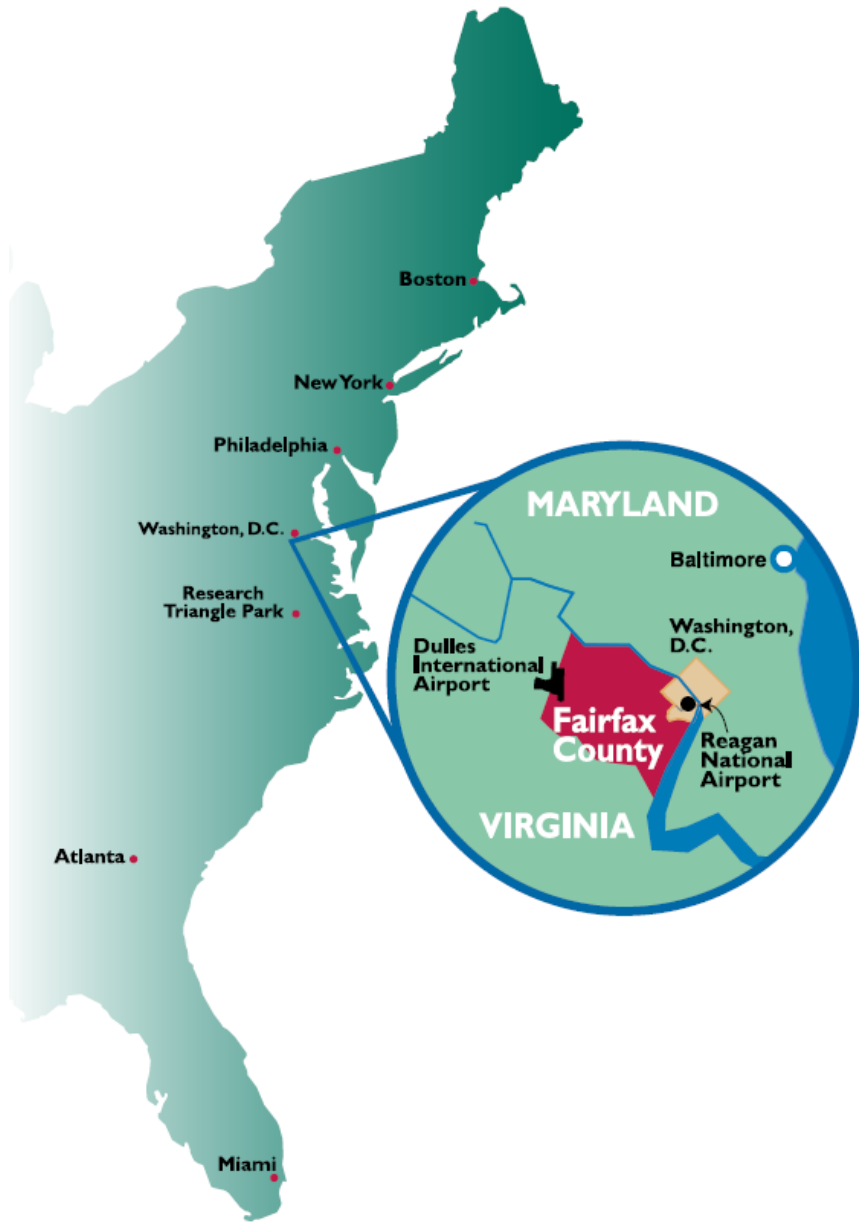 Boston
New York
Philadelphia
Washington, D.C.
Research
Triangle Park
Atlanta
Miami
MARYLAND
Baltimore
Washington,
D.C.
Dulles
International
Airport
Fairfax
County
Reagan
National
Airport
VIRGINIA